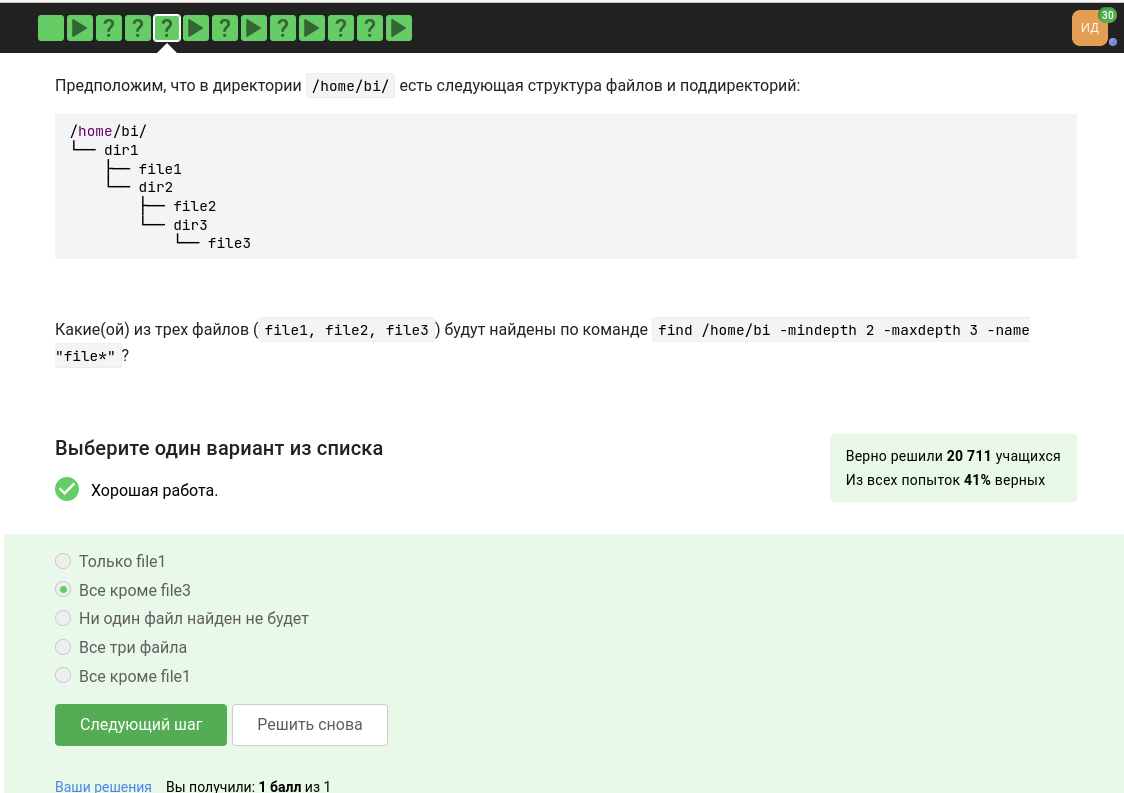 ? ? ? ? ? ? ?
ИД 30
Предположим, что в директории /home/bi/ есть следующая структура файлов и поддиректорий:
/home/bi/
└── dir1
    ├── file1
    └── dir2
        ├── file2
        └── dir3
            └── file3
Какие(ой) из трех файлов ( file1, file2, file3 ) будут найдены по команде find /home/bi -mindepth 2 -maxdepth 3 -name
"file*" ?
Выберите один вариант из списка
Верно решили 20 711 учащихся
Из всех попыток 41% верных
Хорошая работа.
Только file1
Все кроме file3
Ни один файл найден не будет
Все три файла
Все кроме file1
Следующий шаг Решить снова
Ваши решения Вы получили: 1 балл из 1